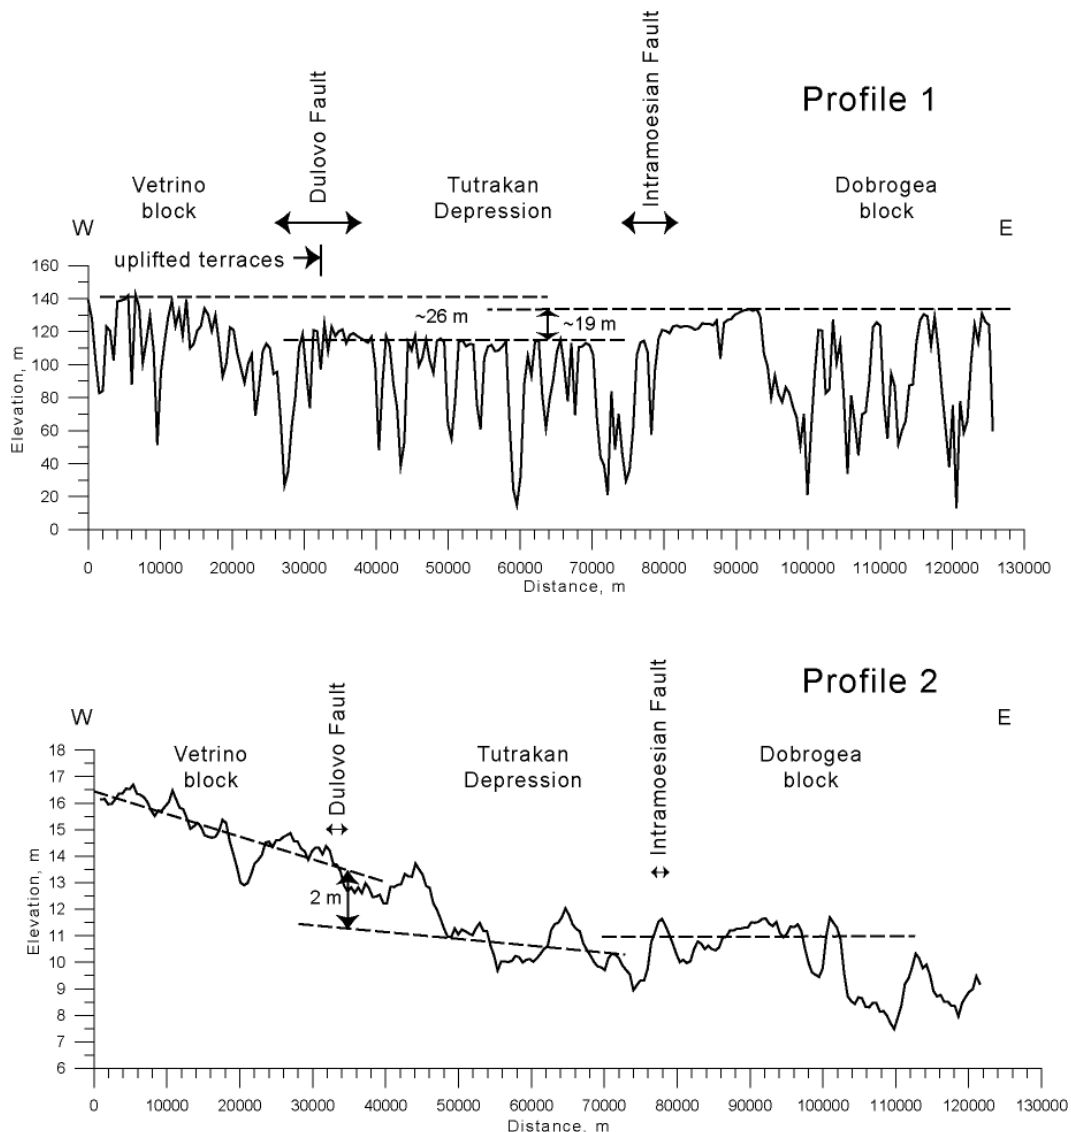 Profile 1
Dulovo Fault
Intramoesian Fault
Vetrino
block
Tutrakan
Depression
Dobrogea
block
W
E
uplifted terraces
~26 m
~19 m
160
140
120
100
80
60
40
20
0
Elevation, m
0 10000 20000 30000 40000 50000 60000 70000 80000 90000 100000 110000 120000 130000
Distance, m
Profile 2
Dulovo Fault
Intramoesian Fault
W
E
Vetrino
block
Tutrakan
Depression
Dobrogea
block
2 m
18
17
16
15
14
13
12
11
10
9
8
7
6
Elevation, m
0 10000 20000 30000 40000 50000 60000 70000 80000 90000 100000 110000 120000 130000
Distance, m